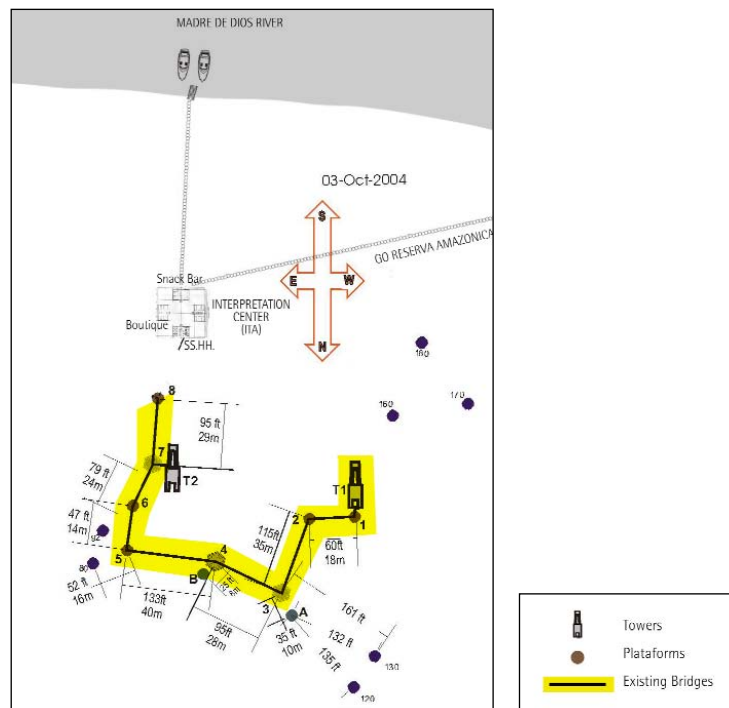 MADRE DE DIOS RIVER
03-Oct-2004
S
GO RESERVA AMAZONICA
E
W
Snack Bar
INTERPRETATION
CENTER
(ITA)
Boutique
SS.HH.
N
180
170
160
8
95 ft
29m
7
T2
79 ft
24m
6
47 ft
14m
5
52 ft
16m
133ft
40m
B
4
95ft
28m
T1
1
2
60ft
18m
115ft
35m
3
A
35 ft
10m
161 ft
132 ft
135 ft
130
120
Towers
Plataforms
Existing Bridges